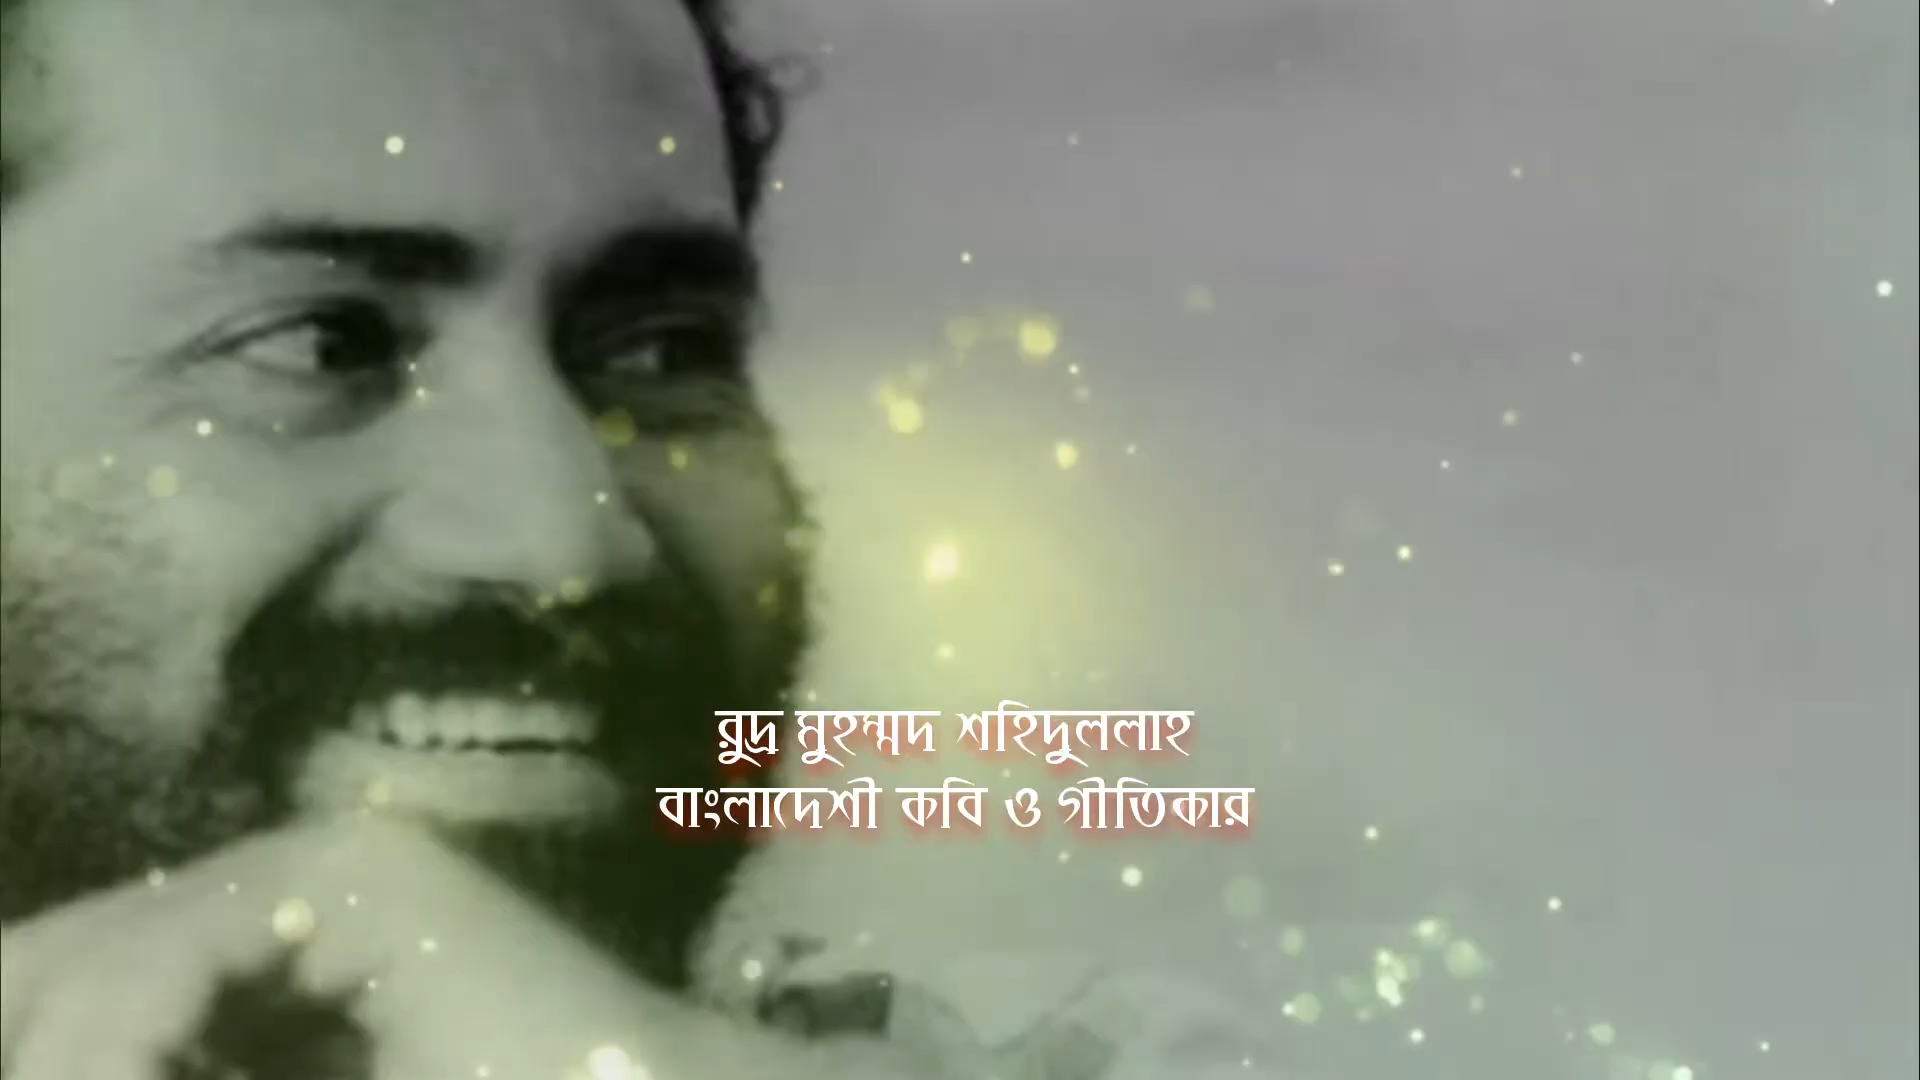 রুদ্র মুহম্মদ শহিদুললাহ
বাংলাদেশী কবি ও গীতিকার